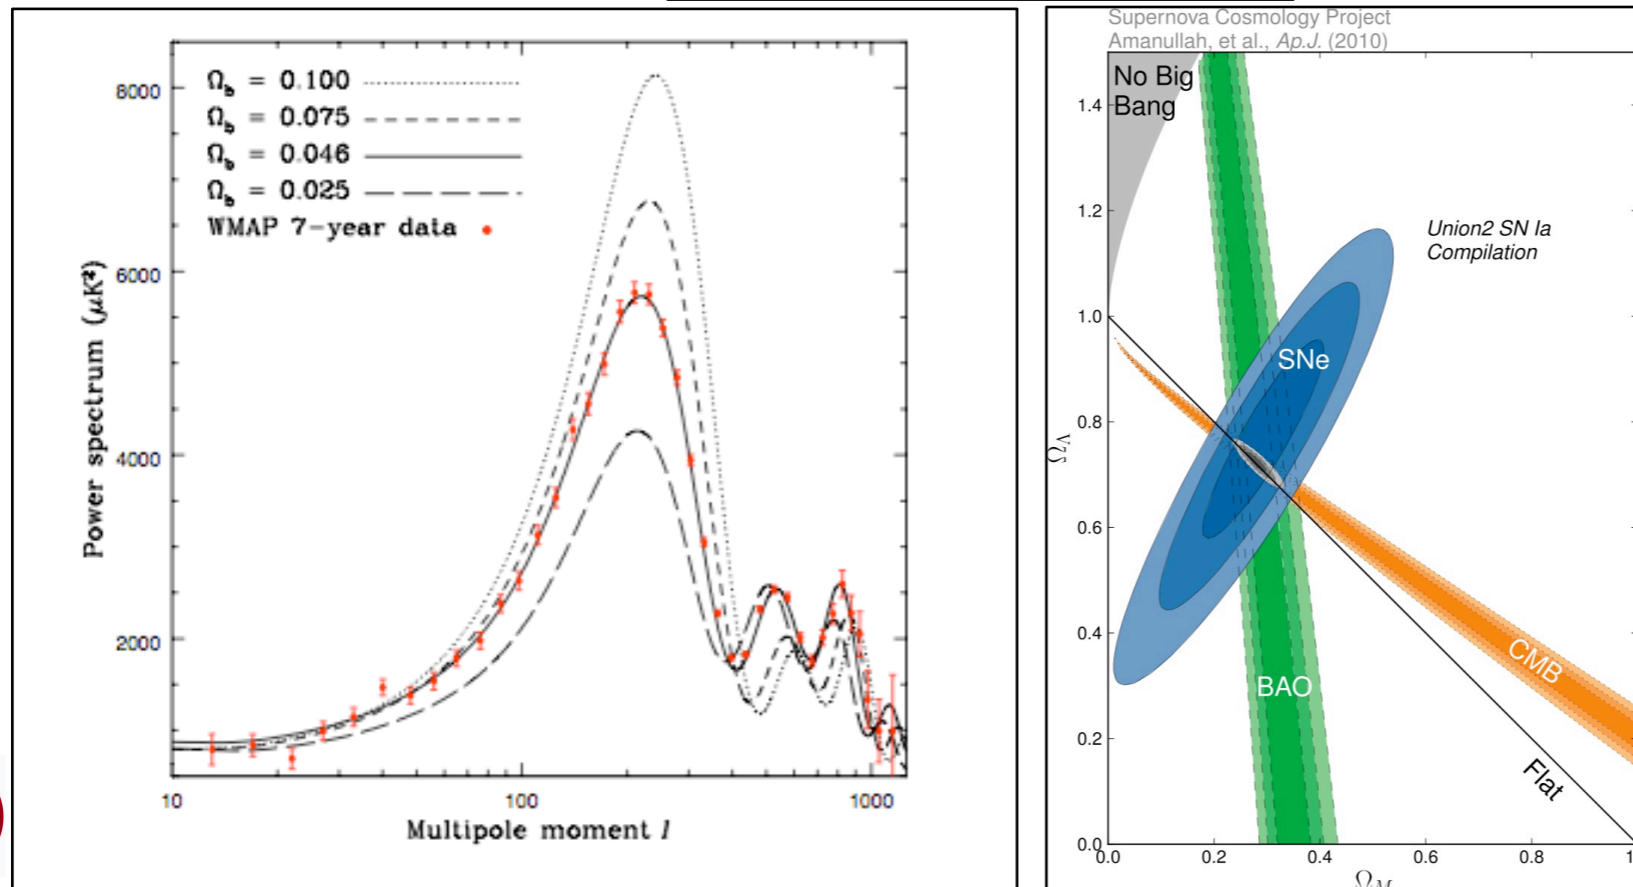 Ω_b = 0.100
Ω_b = 0.075
Ω_b = 0.046
Ω_b = 0.025
WMAP 7-year data
Power spectrum (μK²)
8000
6000
4000
2000
10
100
1000
Multipole moment l
Supernova Cosmology Project
Amanullah, et al., Ap.J. (2010)
No Big
Bang
Union2 SN Ia
Compilation
SNe
CMB
BAO
Flat
Ω_Λ
1.4
1.2
1.0
0.8
0.6
0.4
0.2
0.0
0.0
0.2
0.4
0.6
0.8
Ω_M